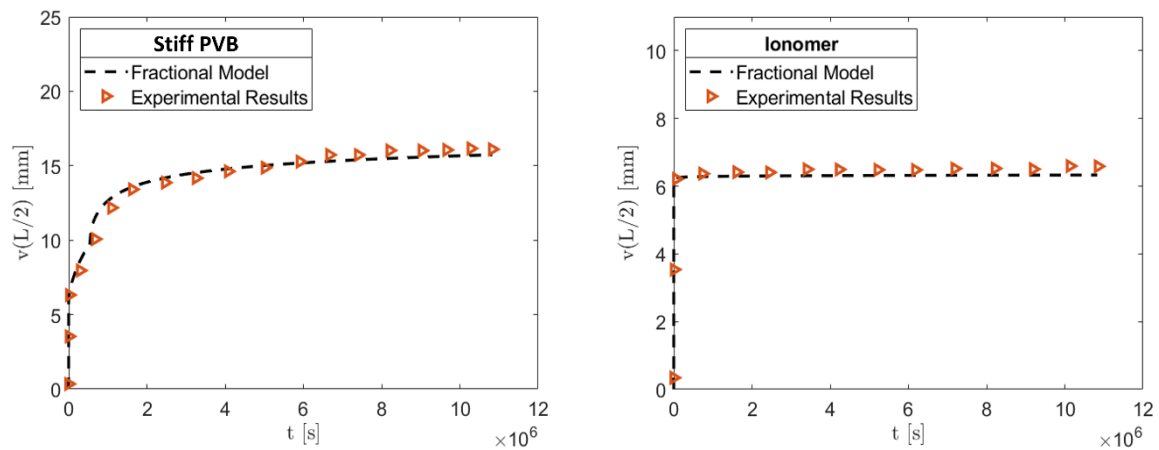 25
20
15
10
5
0
v(L/2) [mm]
Stiff PVB
Fractional Model
Experimental Results
0 2 4 6 8 10 12
t [s]
×10^6
10
8
6
4
2
0
v(L/2) [mm]
Ionomer
Fractional Model
Experimental Results
0 2 4 6 8 10 12
t [s]
×10^6